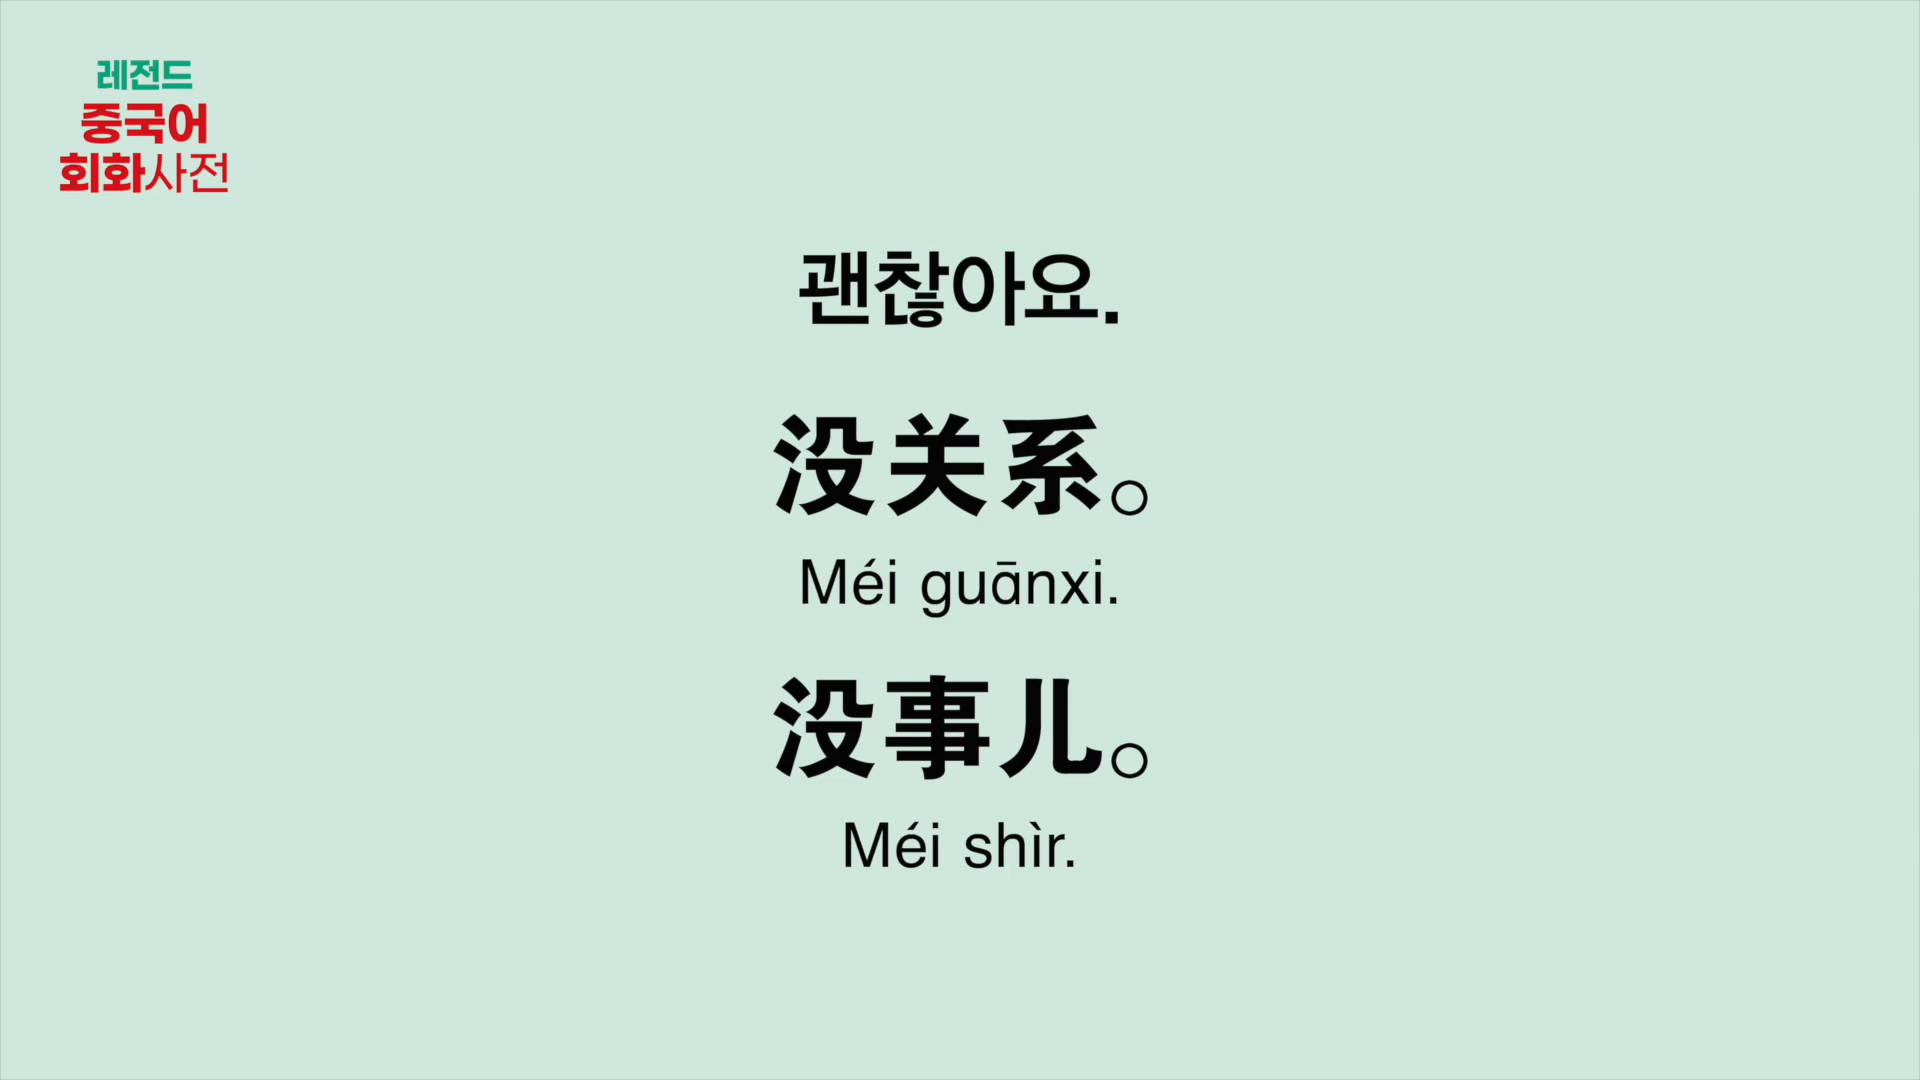 레전드
중국어
회화사전
괜찮아요.
没关系。
Méi guānxi.
没事儿。
Méi shìr.